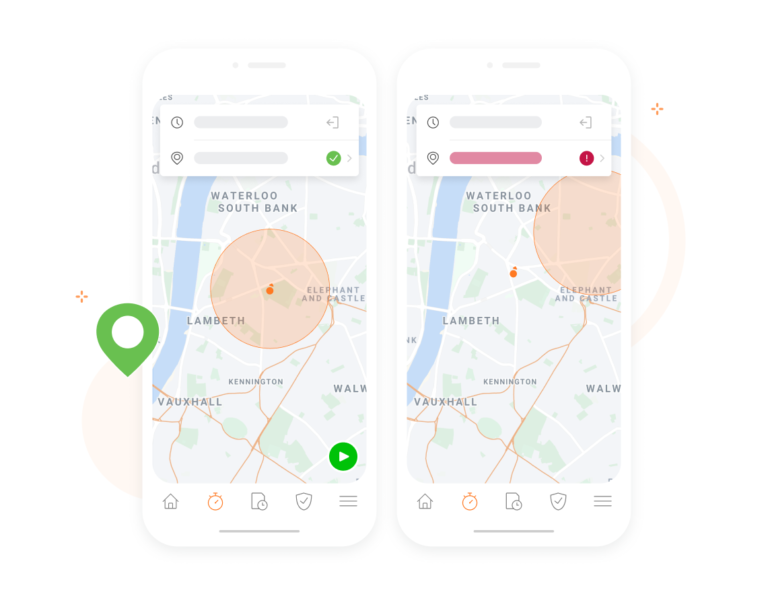 WATERLOO
SOUTH BANK
ELEPHANT
AND CASTLE
LAMBETH
KENNINGTON
WALW
VAUXHALL
WATERLOO
SOUTH BANK
ELEPHANT
AND CASTLE
LAMBETH
NK
KENNINGTON
WALW
VAUXHALL